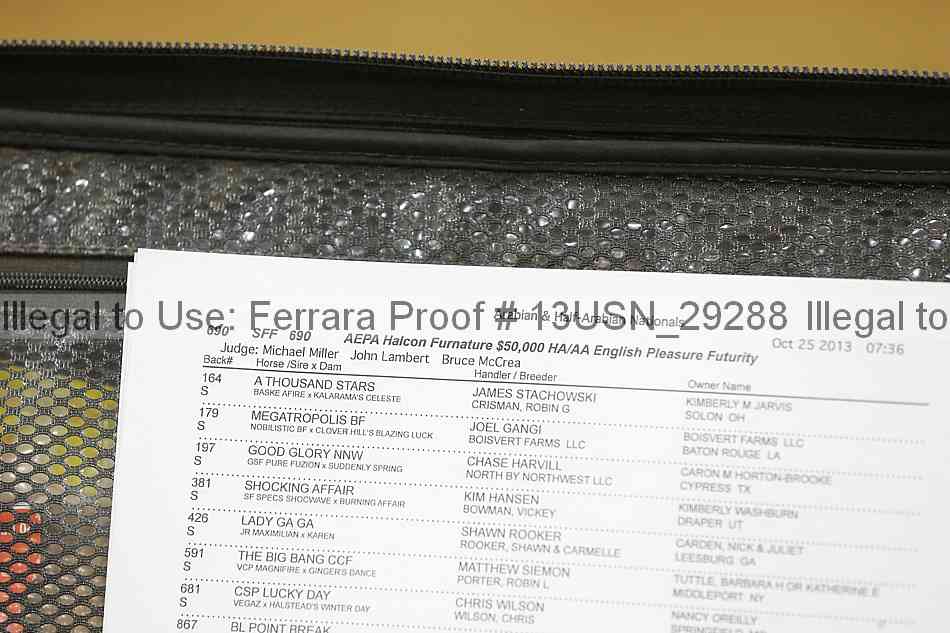 Arabian & Half-Arabian Nationals
Illegal to Use: Ferrara Proof # 13USN_29288 Illegal to
690* SFF 690 AEPA Halcon Furnature $50,000 HA/AA English Pleasure Futurity Oct 25 2013 07:36
Judge: Michael Miller John Lambert Bruce McCrea
Back# Horse /Sire x Dam Handler / Breeder Owner Name
164 A THOUSAND STARS JAMES STACHOWSKI KIMBERLY M JARVIS
S BASKE AFIRE x KALARAMA'S CELESTE CRISMAN, ROBIN G SOLON OH
179 MEGATROPOLIS BF JOEL GANGI BOISVERT FARMS LLC
S NOBILISTIC BF x CLOVER HILL'S BLAZING LUCK BOISVERT FARMS LLC BATON ROUGE LA
197 GOOD GLORY NNW CHASE HARVILL CARON M HORTON-BROOKE
S GSF PURE FUZION x SUDDENLY SPRING NORTH BY NORTHWEST LLC CYPRESS TX
381 SHOCKING AFFAIR KIM HANSEN KIMBERLY WASHBURN
S SF SPECS SHOCWAVE x BURNING AFFAIR BOWMAN, VICKEY DRAPER UT
426 LADY GA GA SHAWN ROOKER CARDEN, NICK & JULIET
S JR MAXIMILIAN x KAREN ROOKER, SHAWN & CARMELLE LEESBURG GA
591 THE BIG BANG CCF MATTHEW SIEMON TUTTLE, BARBARA H OR KATHERINE E
S VCP MAGNIFIRE x GINGER'S DANCE PORTER, ROBIN L MIDDLEPORT NY
681 CSP LUCKY DAY CHRIS WILSON NANCY OREILLY
S VEGAZ x HALSTEAD'S WINTER DAY WILSON, CHRIS SPRINGFIELD MO
867 BL POINT BREAK